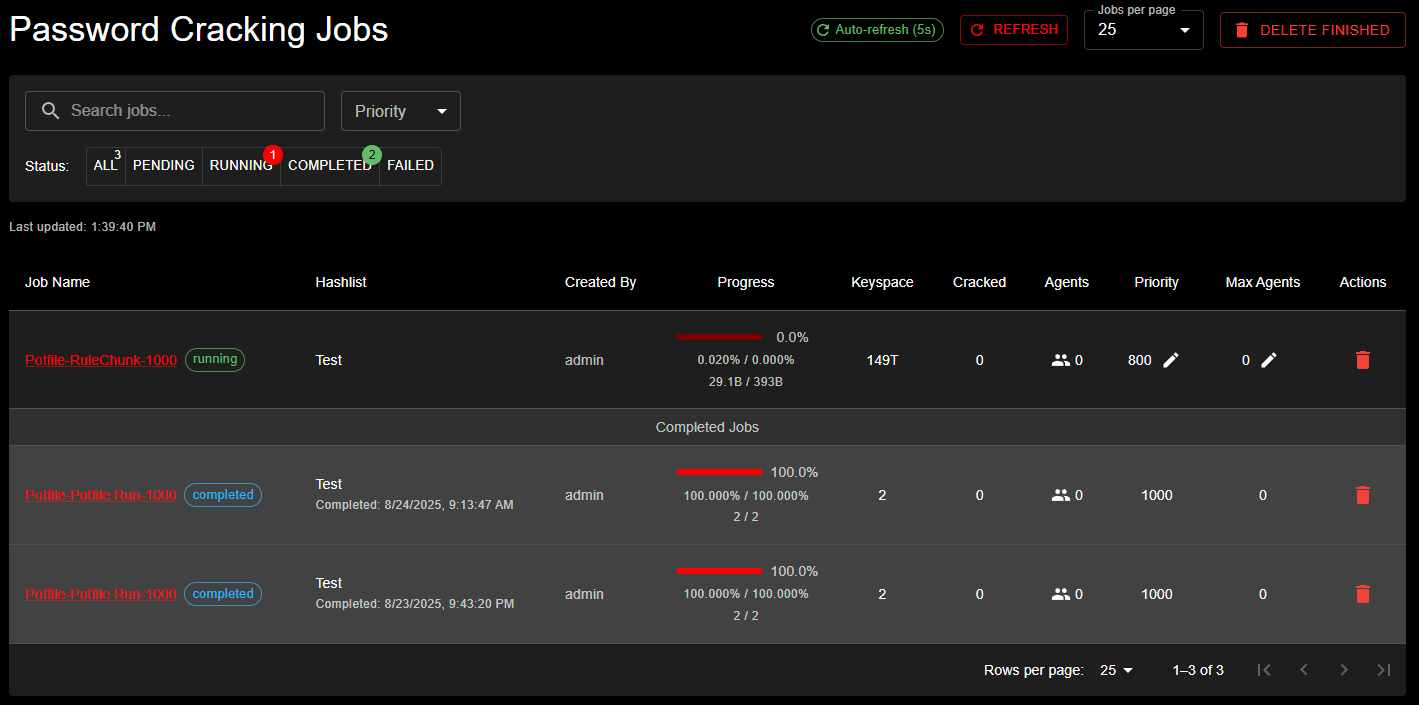 Password Cracking Jobs
Auto-refresh (5s)
REFRESH
Jobs per page
25
DELETE FINISHED
Search jobs...
Priority
Status:
ALL 3
PENDING
RUNNING 1
COMPLETED 2
FAILED
Last updated: 1:39:40 PM
Job Name Hashlist Created By Progress Keyspace Cracked Agents Priority Max Agents Actions
Potfile-RuleChunk-1000 running Test admin 0.0% 149T 0 0 800 0
0.020% / 0.000%
29.1B / 393B
Completed Jobs
Potfile-Potfile Run-1000 completed Test admin 100.0% 2 0 0 1000 0
Completed: 8/24/2025, 9:13:47 AM 100.000% / 100.000%
2 / 2
Potfile-Potfile Run-1000 completed Test admin 100.0% 2 0 0 1000 0
Completed: 8/23/2025, 9:43:20 PM 100.000% / 100.000%
2 / 2
Rows per page: 25 1–3 of 3